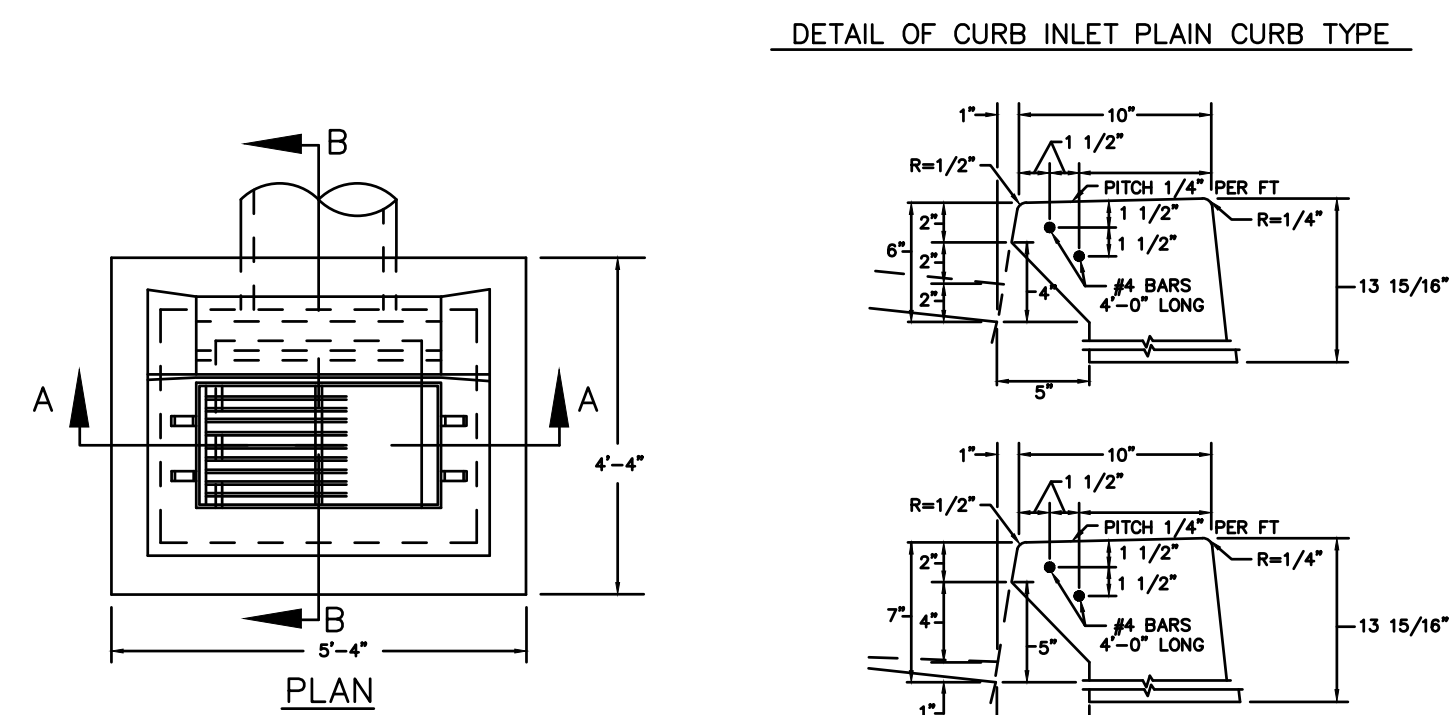 DETAIL OF CURB INLET PLAIN CURB TYPE
B
A
A
4'-4"
B
5'-4"
PLAN
1"
10"
1 1/2"
R=1/2"
PITCH 1/4" PER FT
2"
1 1/2"
R=1/4"
6"
2"
1 1/2"
2"
4"
#4 BARS
4'-0" LONG
13 15/16"
5"
1"
10"
1 1/2"
R=1/2"
PITCH 1/4" PER FT
2"
1 1/2"
R=1/4"
1 1/2"
7"
4"
5"
#4 BARS
4'-0" LONG
13 15/16"
1"